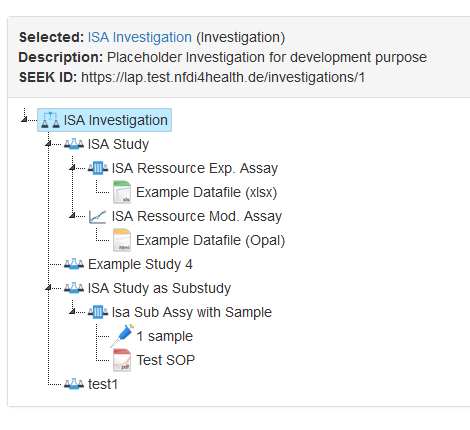 Selected: ISA Investigation (Investigation)
Description: Placeholder Investigation for development purpose
SEEK ID: https://lap.test.nfdi4health.de/investigations/1
ISA Investigation
ISA Study
ISA Ressource Exp. Assay
xls
Example Datafile (xlsx)
ISA Ressource Mod. Assay
html
Example Datafile (Opal)
Example Study 4
ISA Study as Substudy
Isa Sub Assy with Sample
1 sample
pdf
Test SOP
test1